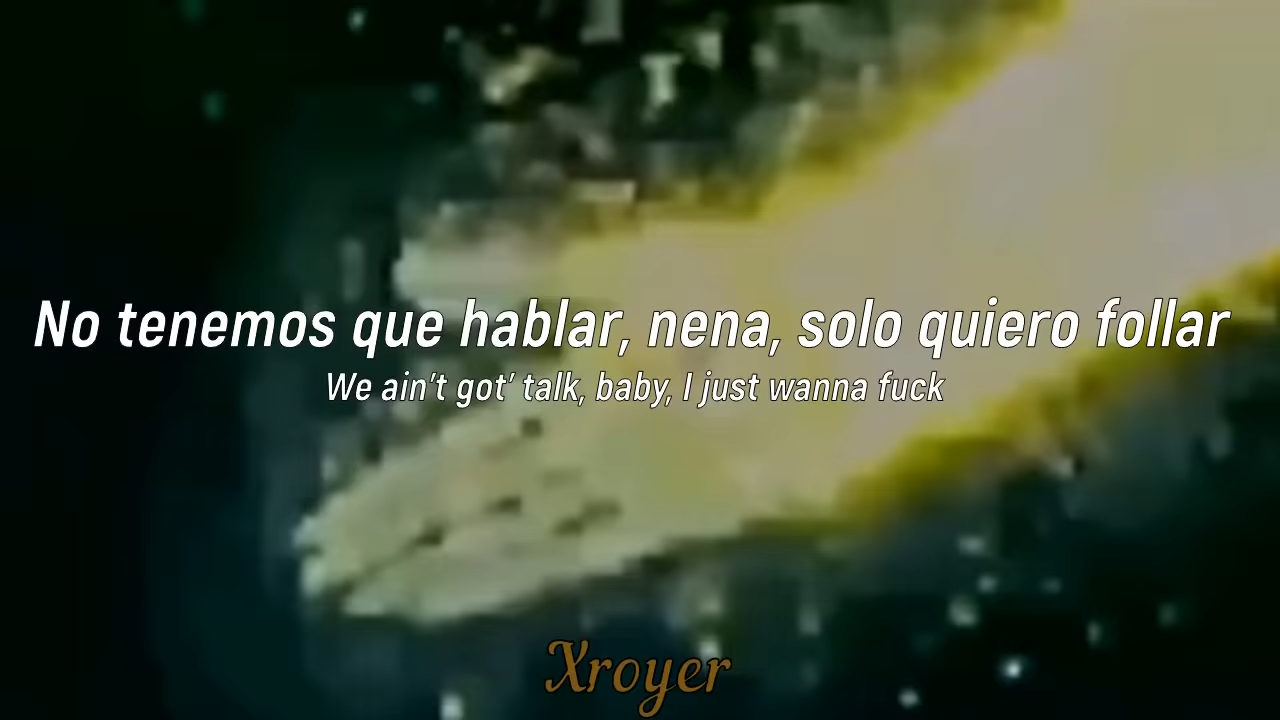 No tenemos que hablar, nena, solo quiero follar
We ain't got' talk, baby, I just wanna fuck
Xroyer